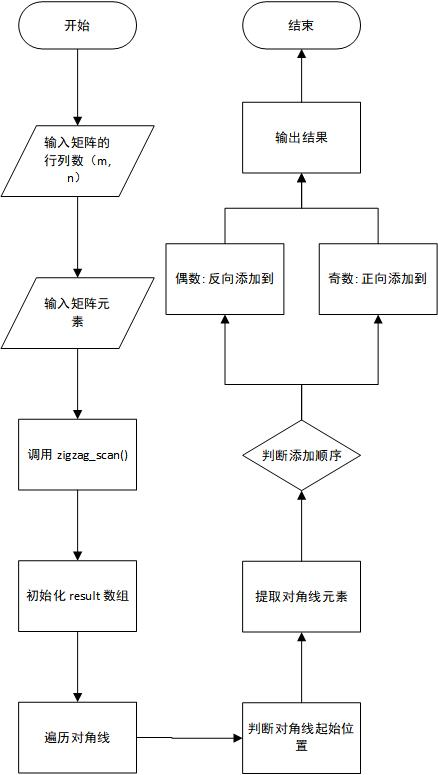 开始
输入矩阵的
行列数（m,
n）
输入矩阵元
素
调用 zigzag_scan()
初始化 result 数组
遍历对角线
判断对角线起始位
置
提取对角线元素
判断添加顺序
偶数:反向添加到
奇数:正向添加到
输出结果
结束